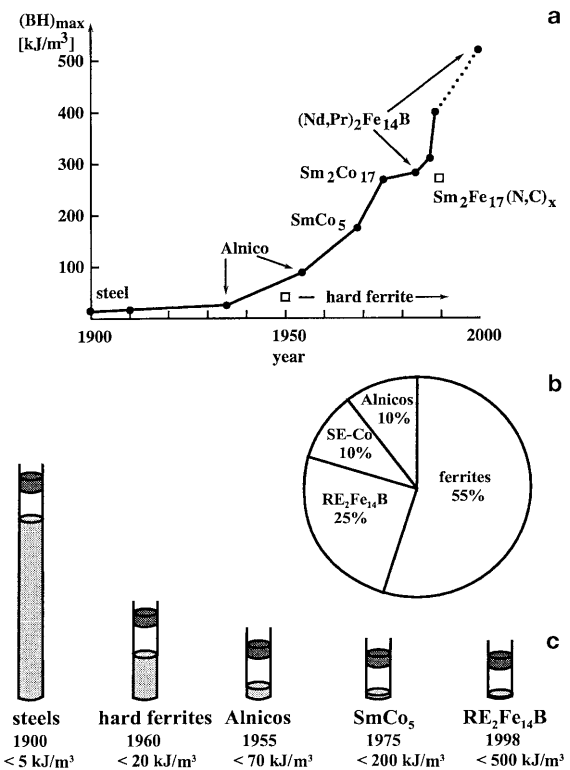 (BH)max
[kJ/m³]
a
500
400
300
200
100
(Nd,Pr)₂Fe₁₄B
Sm₂Co₁₇
Sm₂Fe₁₇(N,C)ₓ
SmCo₅
Alnico
steel
hard ferrite
1900
1950
2000
year
b
Alnicos
10%
SE-Co
10%
RE₂Fe₁₄B
25%
ferrites
55%
c
steels hard ferrites Alnicos SmCo₅ RE₂Fe₁₄B
1900 1960 1955 1975 1998
< 5 kJ/m³ < 20 kJ/m³ < 70 kJ/m³ < 200 kJ/m³ < 500 kJ/m³